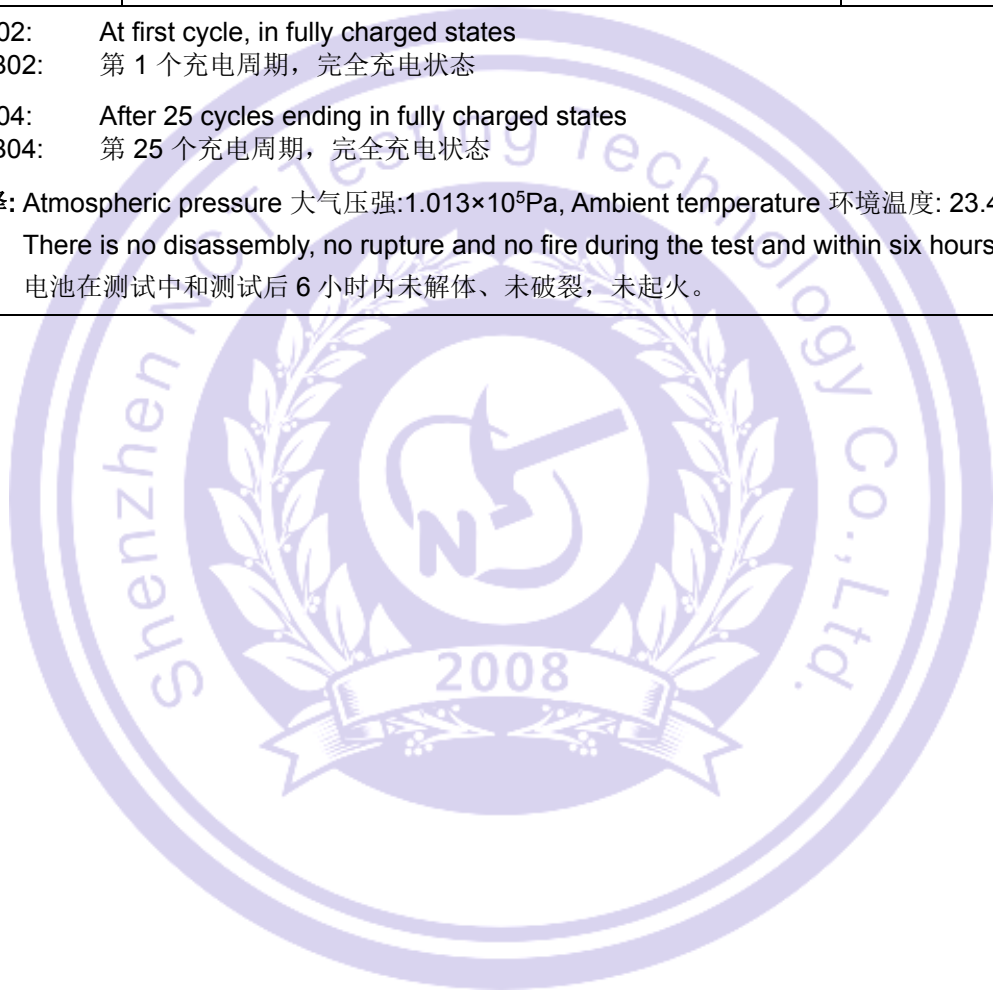 02: At first cycle, in fully charged states
302: 第 1 个充电周期，完全充电状态
04: After 25 cycles ending in fully charged states
304: 第 25 个充电周期，完全充电状态
: Atmospheric pressure 大气压强:1.013×10⁵Pa, Ambient temperature 环境温度: 23.4
There is no disassembly, no rupture and no fire during the test and within six hours
电池在测试中和测试后 6 小时内未解体、未破裂，未起火。
Shenzhen NCT Testing Technology Co.,Ltd.
N
2008